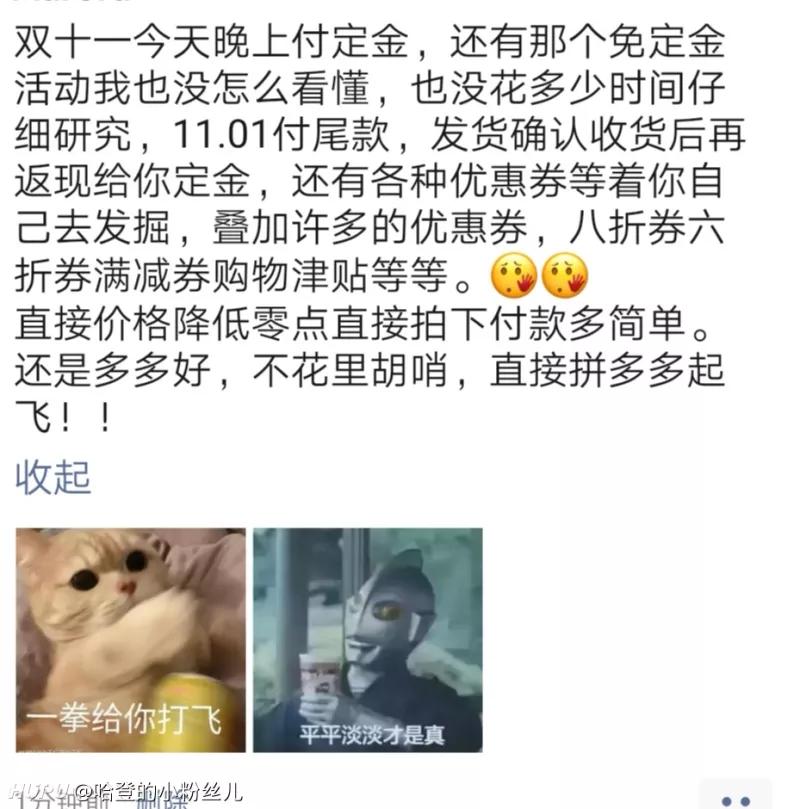 双十一今天晚上付定金，还有那个免定金
活动我也没怎么看懂，也没花多少时间仔
细研究，11.01付尾款，发货确认收货后再
返现给你定金，还有各种优惠券等着你自
己去发掘，叠加许多的优惠券，八折券六
折券满减券购物津贴等等。
直接价格降低零点直接拍下付款多简单。
还是多多好，不花里胡哨，直接拼多多起
飞！！
收起
一拳给你打飞
平平淡淡才是真
HUPU @哈登的小粉丝儿
1分钟前 删除